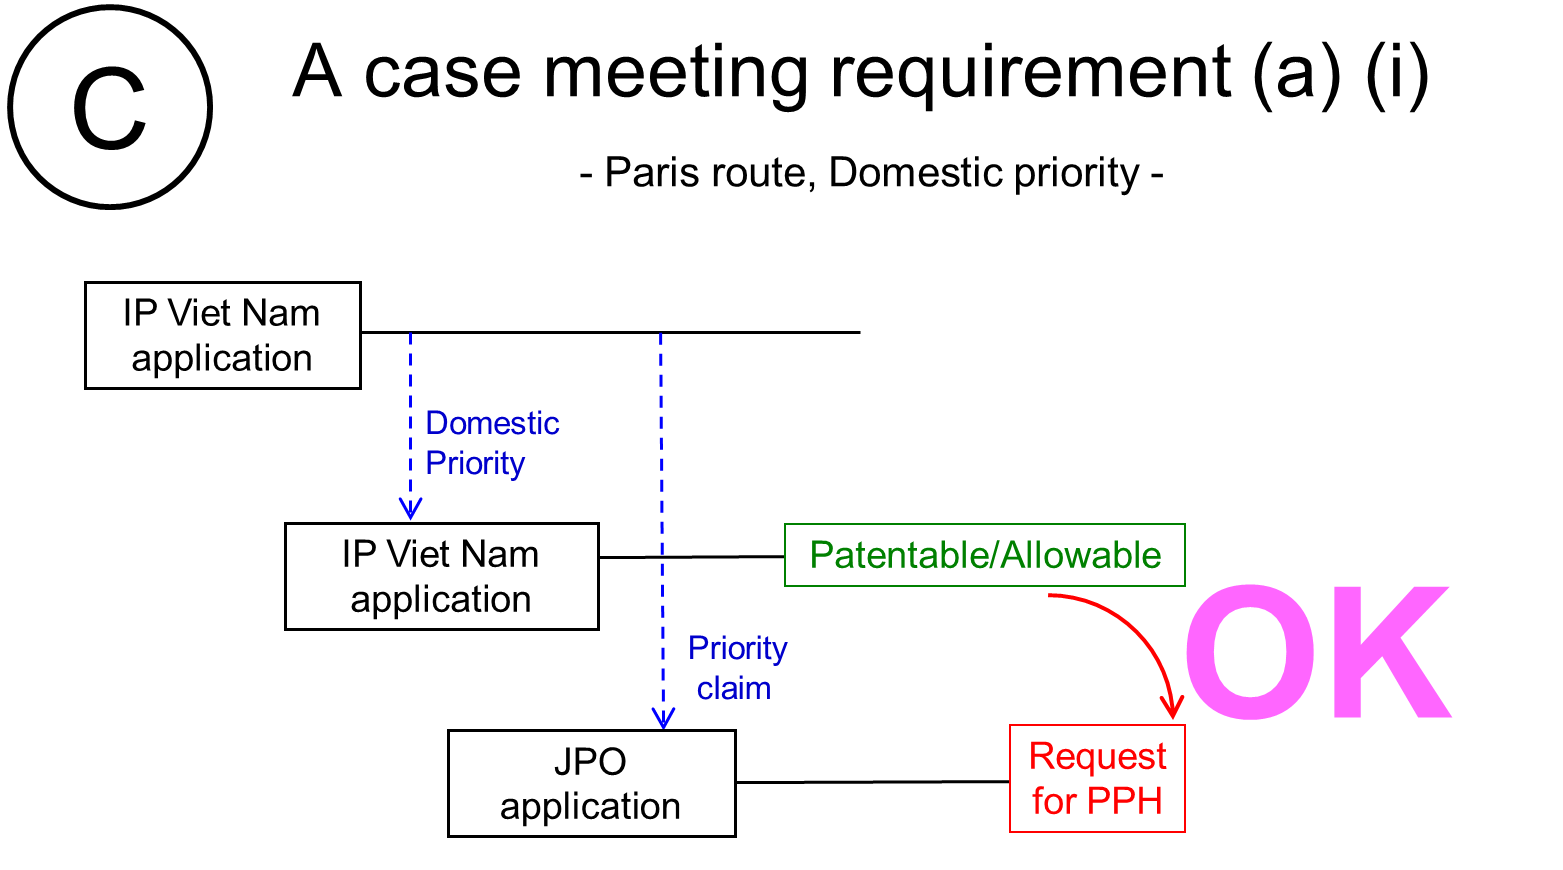 C
A case meeting requirement (a) (i)
- Paris route, Domestic priority -
IP Viet Nam
application
Domestic
Priority
IP Viet Nam
application
Patentable/Allowable
OK
Priority
claim
JPO
application
Request
for PPH